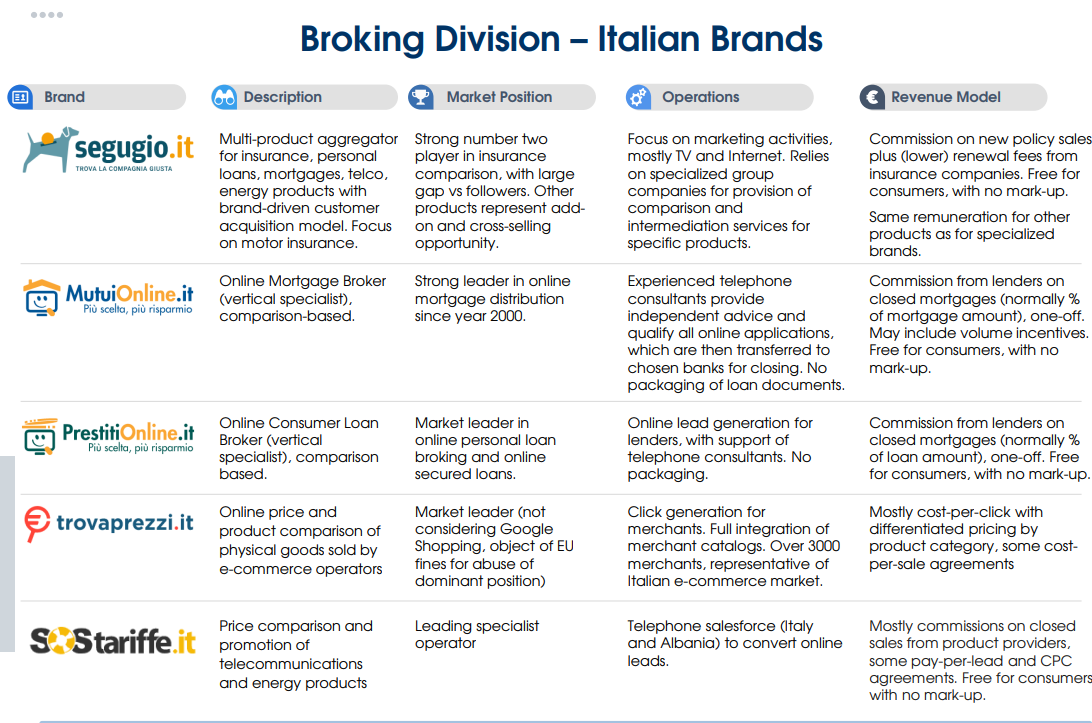 Broking Division – Italian Brands
Brand
Description
Market Position
Operations
Revenue Model
segugio.it
TROVA LA COMPAGNIA GIUSTA
Multi-product aggregator
for insurance, personal
loans, mortgages, telco,
energy products with
brand-driven customer
acquisition model. Focus
on motor insurance.
Strong number two
player in insurance
comparison, with large
gap vs followers. Other
products represent add-
on and cross-selling
opportunity.
Focus on marketing activities,
mostly TV and Internet. Relies
on specialized group
companies for provision of
comparison and
intermediation services for
specific products.
Commission on new policy sales
plus (lower) renewal fees from
insurance companies. Free for
consumers, with no mark-up.
Same remuneration for other
products as for specialized
brands.
MutuiOnline.it
Più scelta, più risparmio
Online Mortgage Broker
(vertical specialist),
comparison-based.
Strong leader in online
mortgage distribution
since year 2000.
Experienced telephone
consultants provide
independent advice and
qualify all online applications,
which are then transferred to
chosen banks for closing. No
packaging of loan documents.
Commission from lenders on
closed mortgages (normally %
of mortgage amount), one-off.
May include volume incentives.
Free for consumers, with no
mark-up.
PrestitiOnline.it
Più scelta, più risparmio
Online Consumer Loan
Broker (vertical
specialist), comparison
based.
Market leader in
online personal loan
broking and online
secured loans.
Online lead generation for
lenders, with support of
telephone consultants. No
packaging.
Commission from lenders on
closed mortgages (normally %
of loan amount), one-off. Free
for consumers, with no mark-up.
trovaprezzi.it
Online price and
product comparison of
physical goods sold by
e-commerce operators
Market leader (not
considering Google
Shopping, object of EU
fines for abuse of
dominant position)
Click generation for
merchants. Full integration of
merchant catalogs. Over 3000
merchants, representative of
Italian e-commerce market.
Mostly cost-per-click with
differentiated pricing by
product category, some cost-
per-sale agreements
SOStariffe.it
Price comparison and
promotion of
telecommunications
and energy products
Leading specialist
operator
Telephone salesforce (Italy
and Albania) to convert online
leads.
Mostly commissions on closed
sales from product providers,
some pay-per-lead and CPC
agreements. Free for consumers
with no mark-up.